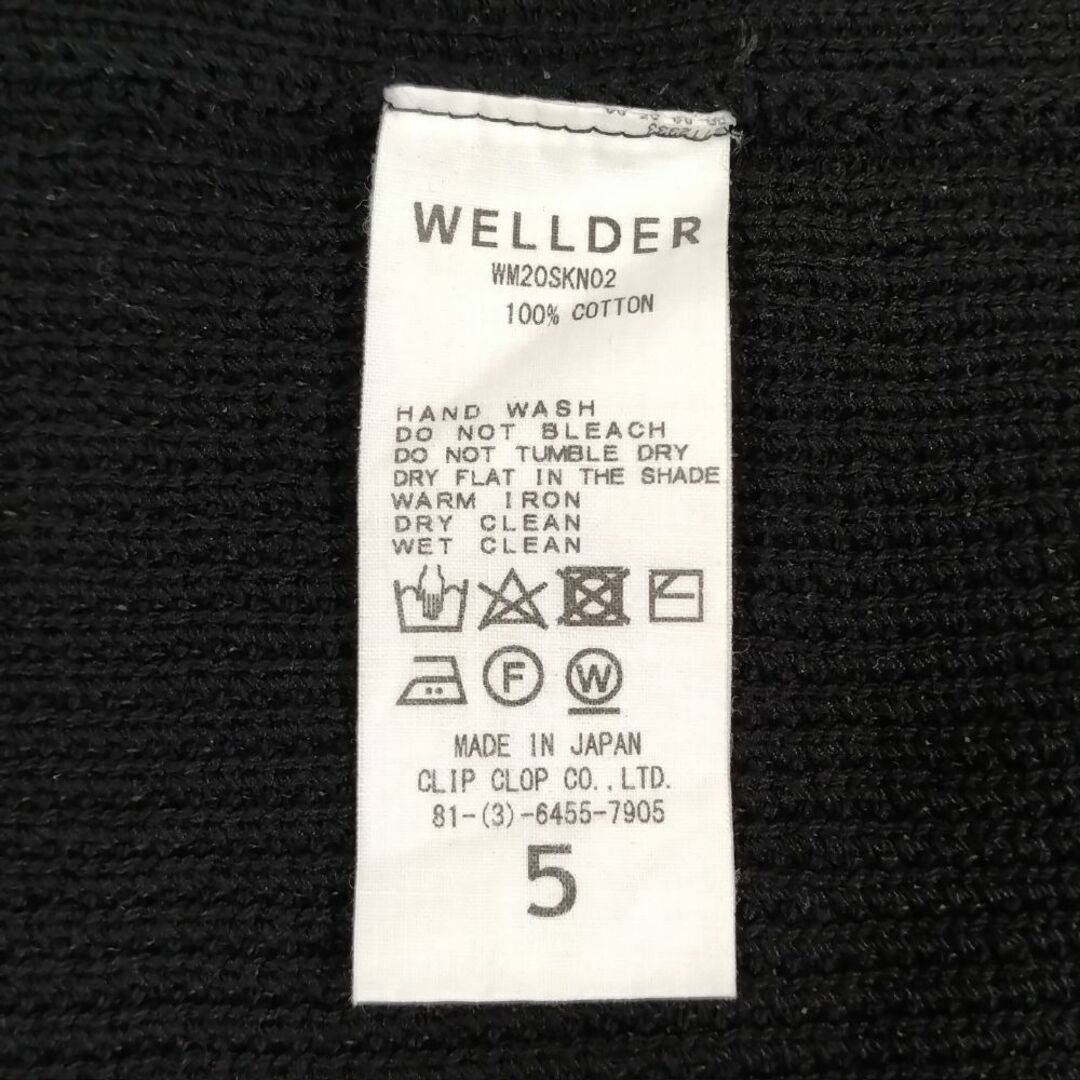 WELLDER
WM20SKN02
100% COTTON
HAND WASH
DO NOT BLEACH
DO NOT TUMBLE DRY
DRY FLAT IN THE SHADE
WARM IRON
DRY CLEAN
WET CLEAN
F W
MADE IN JAPAN
CLIP CLOP CO.,LTD.
81-(3)-6455-7905
5